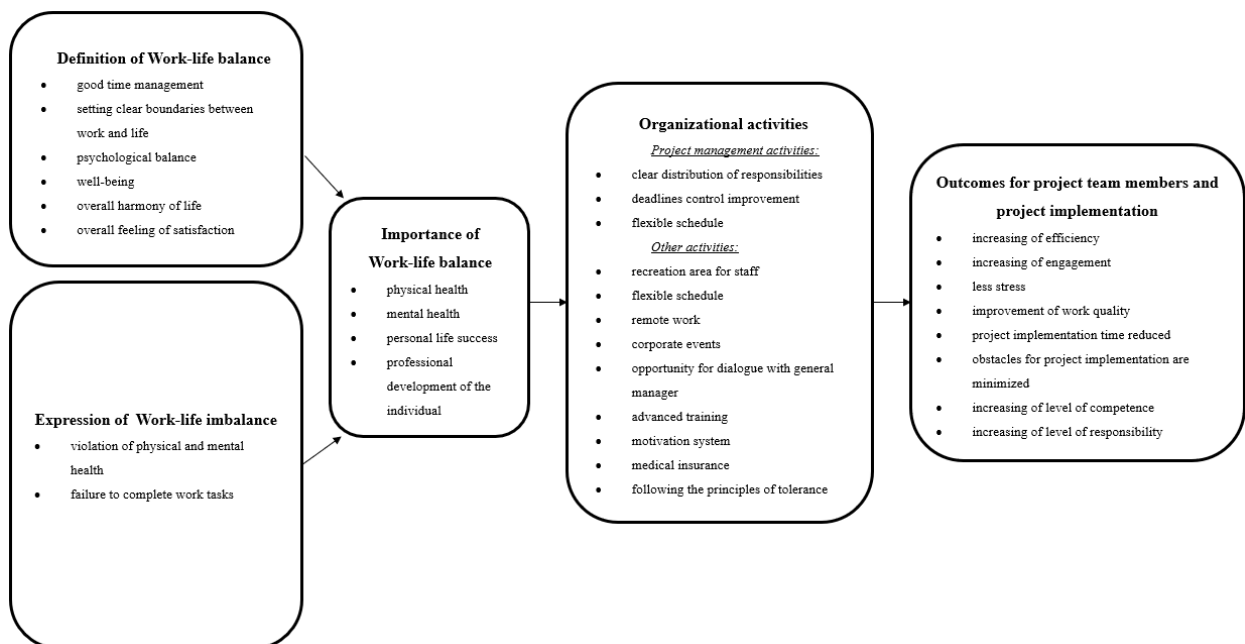 Definition of Work-life balance
• good time management
• setting clear boundaries between
work and life
• psychological balance
• well-being
• overall harmony of life
• overall feeling of satisfaction
Expression of Work-life imbalance
• violation of physical and mental
health
• failure to complete work tasks
Importance of
Work-life balance
• physical health
• mental health
• personal life success
• professional
development of the
individual
Organizational activities
Project management activities:
• clear distribution of responsibilities
• deadlines control improvement
• flexible schedule
Other activities:
• recreation area for staff
• flexible schedule
• remote work
• corporate events
• opportunity for dialogue with general
manager
• advanced training
• motivation system
• medical insurance
• following the principles of tolerance
Outcomes for project team members and
project implementation
• increasing of efficiency
• increasing of engagement
• less stress
• improvement of work quality
• project implementation time reduced
• obstacles for project implementation are
minimized
• increasing of level of competence
• increasing of level of responsibility